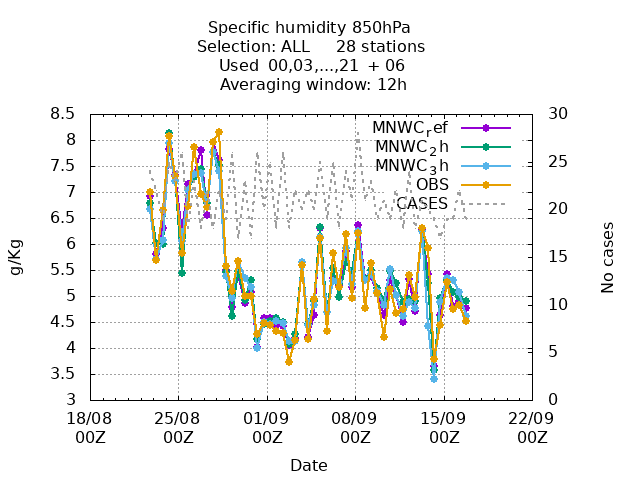 Specific humidity 850hPa
Selection: ALL 28 stations
Used 00,03,...,21 + 06
Averaging window: 12h
8.5
8
7.5
7
6.5
6
5.5
5
4.5
4
3.5
3
g/Kg
30
25
20
15
10
5
0
No cases
MNWC_ref
MNWC_2h
MNWC_3h
OBS
CASES
18/08 25/08 01/09 08/09 15/09 22/09
00Z 00Z 00Z 00Z 00Z 00Z
Date